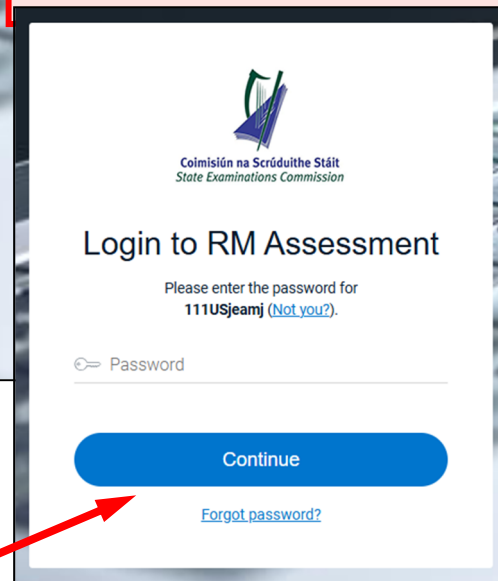 Coimisiún na Scrúduithe Stáit
State Examinations Commission
Login to RM Assessment
Please enter the password for
111USjeamj (Not you?).
Password
Continue
Forgot password?